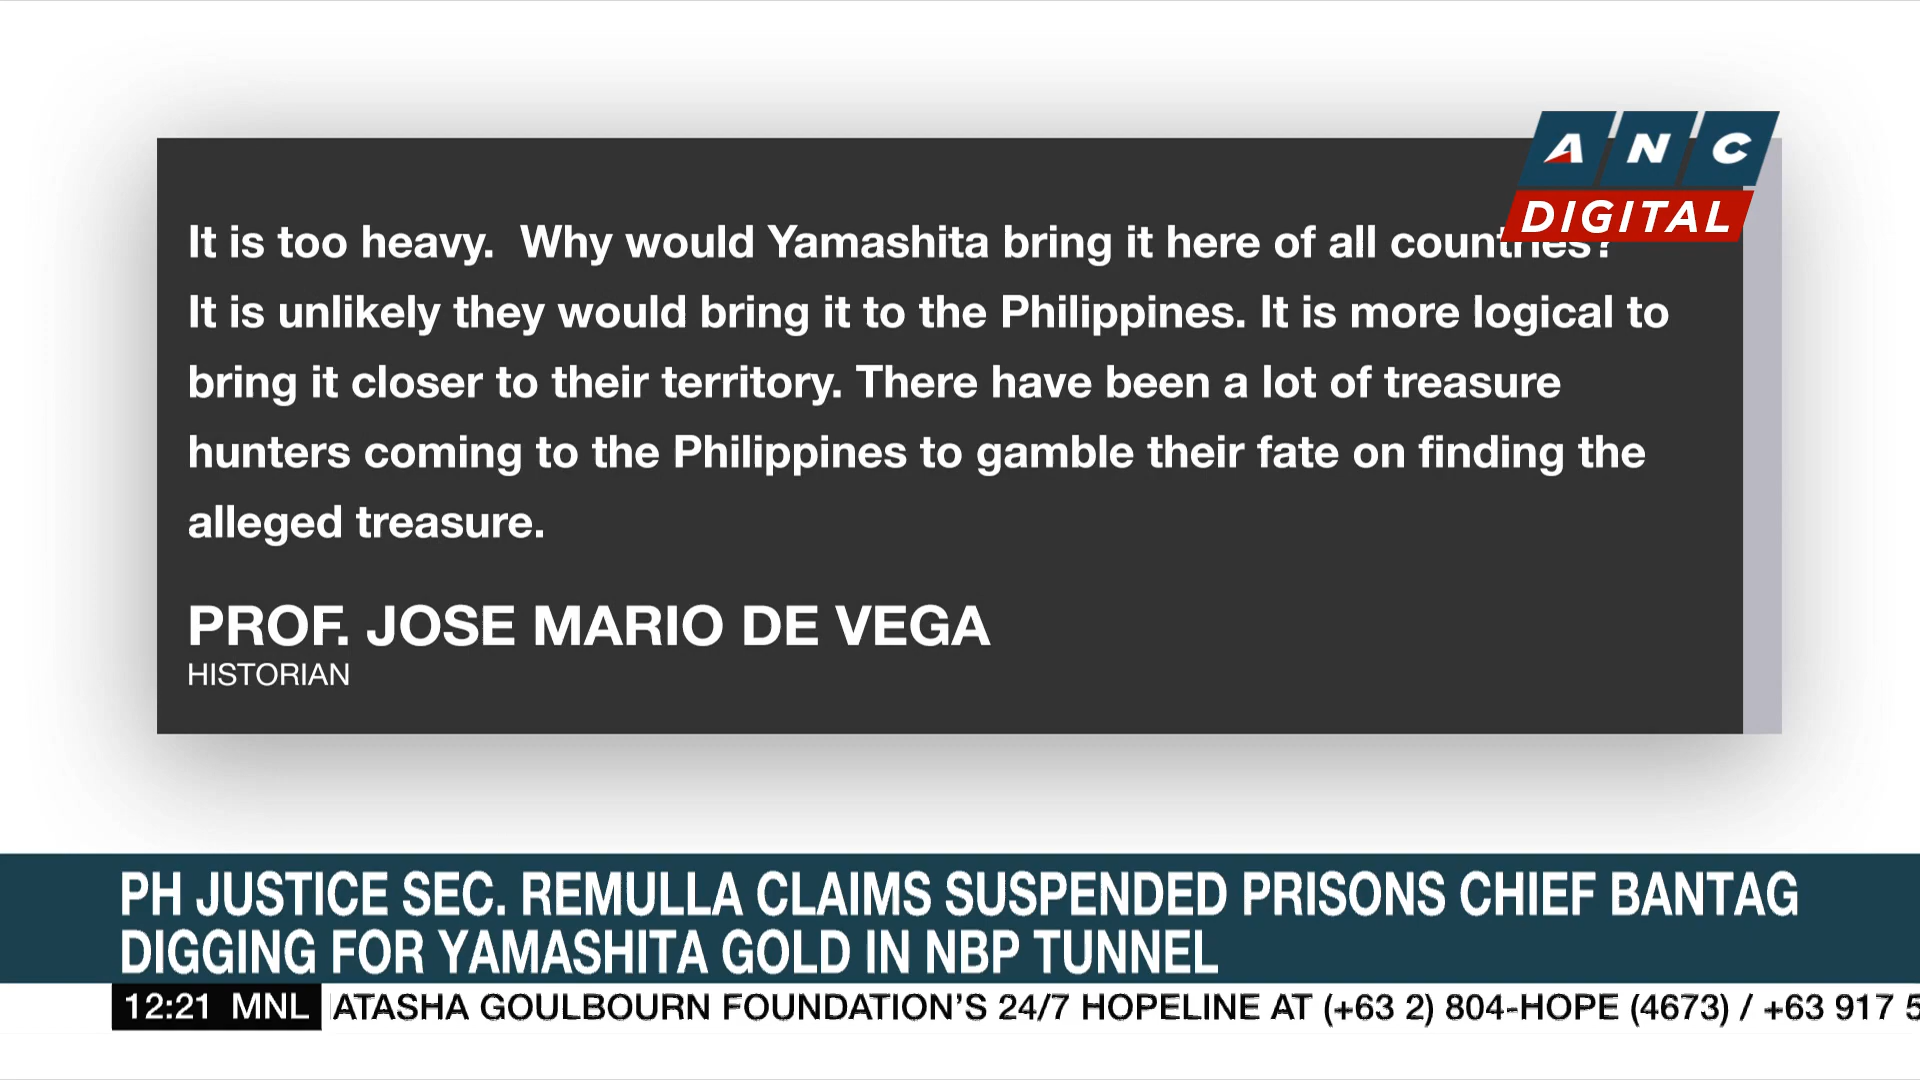 A N C
DIGITAL
It is too heavy.  Why would Yamashita bring it here of all countries?
It is unlikely they would bring it to the Philippines. It is more logical to
bring it closer to their territory. There have been a lot of treasure
hunters coming to the Philippines to gamble their fate on finding the
alleged treasure.
PROF. JOSE MARIO DE VEGA
HISTORIAN
PH JUSTICE SEC. REMULLA CLAIMS SUSPENDED PRISONS CHIEF BANTAG
DIGGING FOR YAMASHITA GOLD IN NBP TUNNEL
12:21 MNL ATASHA GOULBOURN FOUNDATION'S 24/7 HOPELINE AT (+63 2) 804-HOPE (4673) / +63 917 5